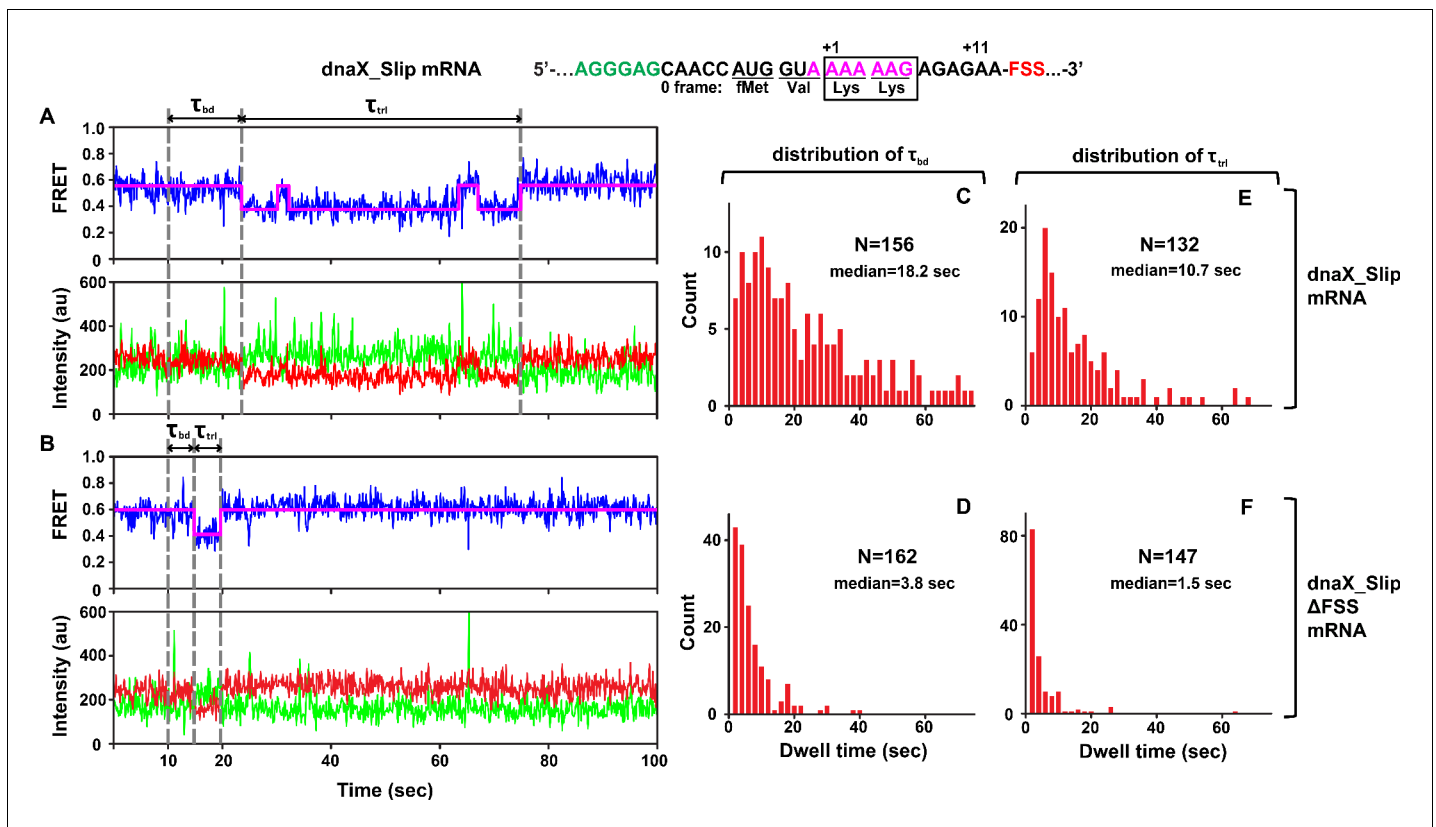 +1 +11
dnaX_Slip mRNA 5'-...AGGGAGCAACC AUG GUA AAA AAG AGAGAA-FSS...-3'
0 frame: fMet Val Lys Lys
A
τbd τtrl
FRET
1.0
0.8
0.6
0.4
0.2
0
Intensity (au)
600
400
200
0
B
τbd τtrl
FRET
1.0
0.8
0.6
0.4
0.2
0
Intensity (au)
600
400
200
0
10 20 40 60 80 100
Time (sec)
distribution of τbd
C
N=156
median=18.2 sec
Count
10
5
0
0 20 40 60
D
N=162
median=3.8 sec
Count
40
20
0
0 20 40 60
Dwell time (sec)
distribution of τtrl
E
N=132
median=10.7 sec
20
10
0
0 20 40 60
dnaX_Slip
mRNA
F
N=147
median=1.5 sec
80
40
0
0 20 40 60
Dwell time (sec)
dnaX_Slip
ΔFSS
mRNA